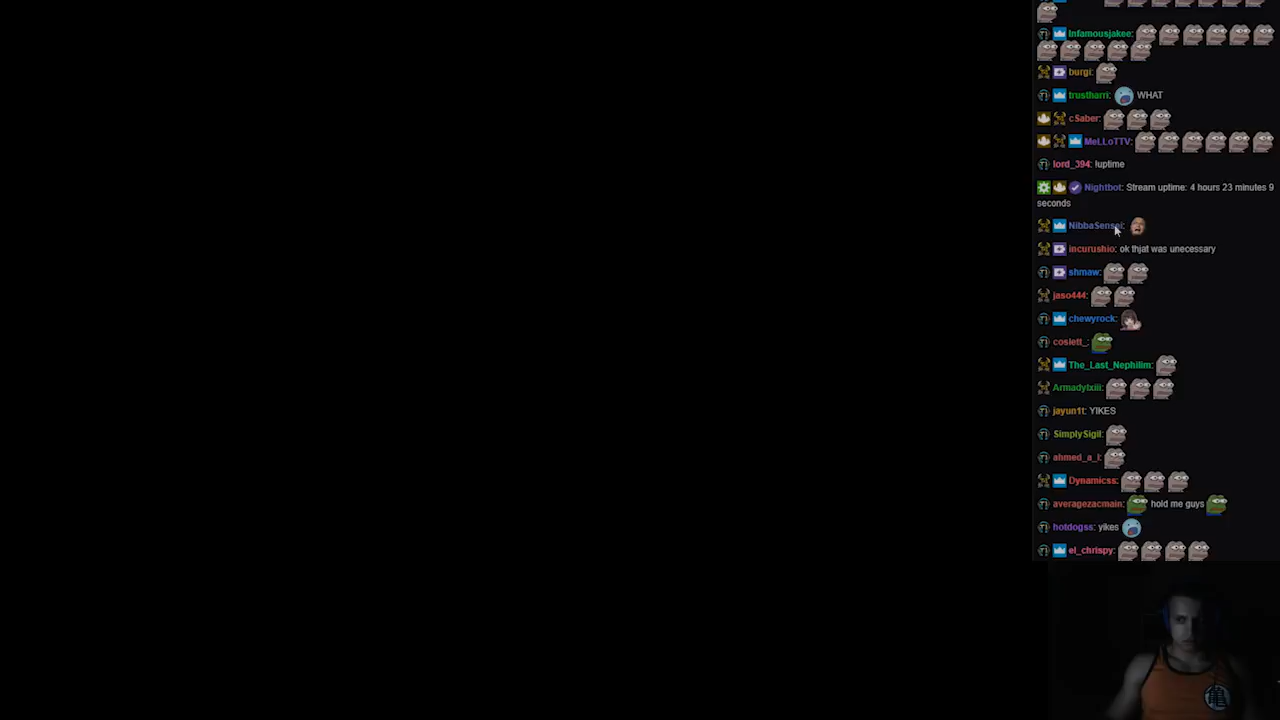 Infamousjakee:
burgi:
trustharri: WHAT
cSaber:
MeLLoTTV:
lord_394: !uptime
Nightbot: Stream uptime: 4 hours 23 minutes 9
seconds
NibbaSensei:
incurushio: ok thjat was unecessary
shmaw:
jaso444:
chewyrock:
coslett_:
The_Last_Nephilim:
Armadylxiii:
jayun1t: YIKES
SimplySigil:
ahmed_a_l:
Dynamicss:
averagezacmain: hold me guys
hotdogss: yikes
el_chrispy: